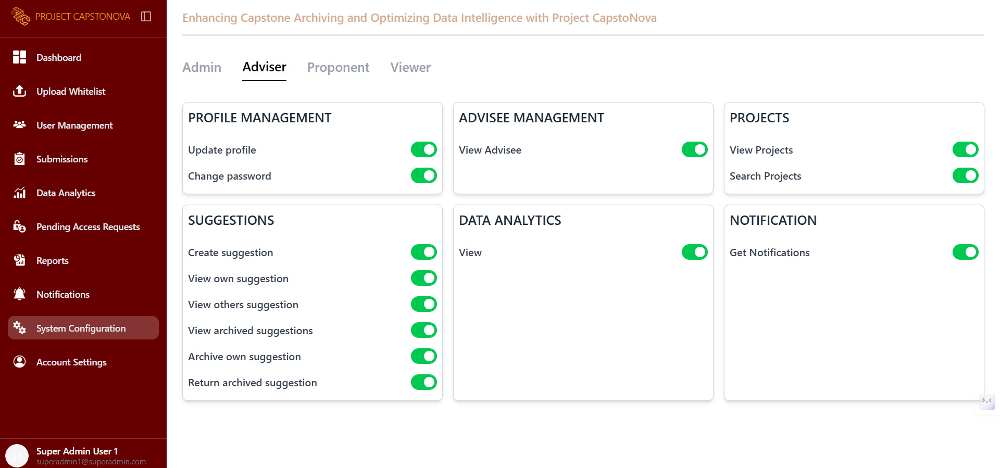 PROJECT CAPSTONOVA
Dashboard
Upload Whitelist
User Management
Submissions
Data Analytics
Pending Access Requests
Reports
Notifications
System Configuration
Account Settings
S1
Super Admin User 1
superadmin1@superadmin.com
Enhancing Capstone Archiving and Optimizing Data Intelligence with Project CapstoNova
Admin Adviser Proponent Viewer
PROFILE MANAGEMENT
Update profile
Change password
ADVISEE MANAGEMENT
View Advisee
PROJECTS
View Projects
Search Projects
SUGGESTIONS
Create suggestion
View own suggestion
View others suggestion
View archived suggestions
Archive own suggestion
Return archived suggestion
DATA ANALYTICS
View
NOTIFICATION
Get Notifications